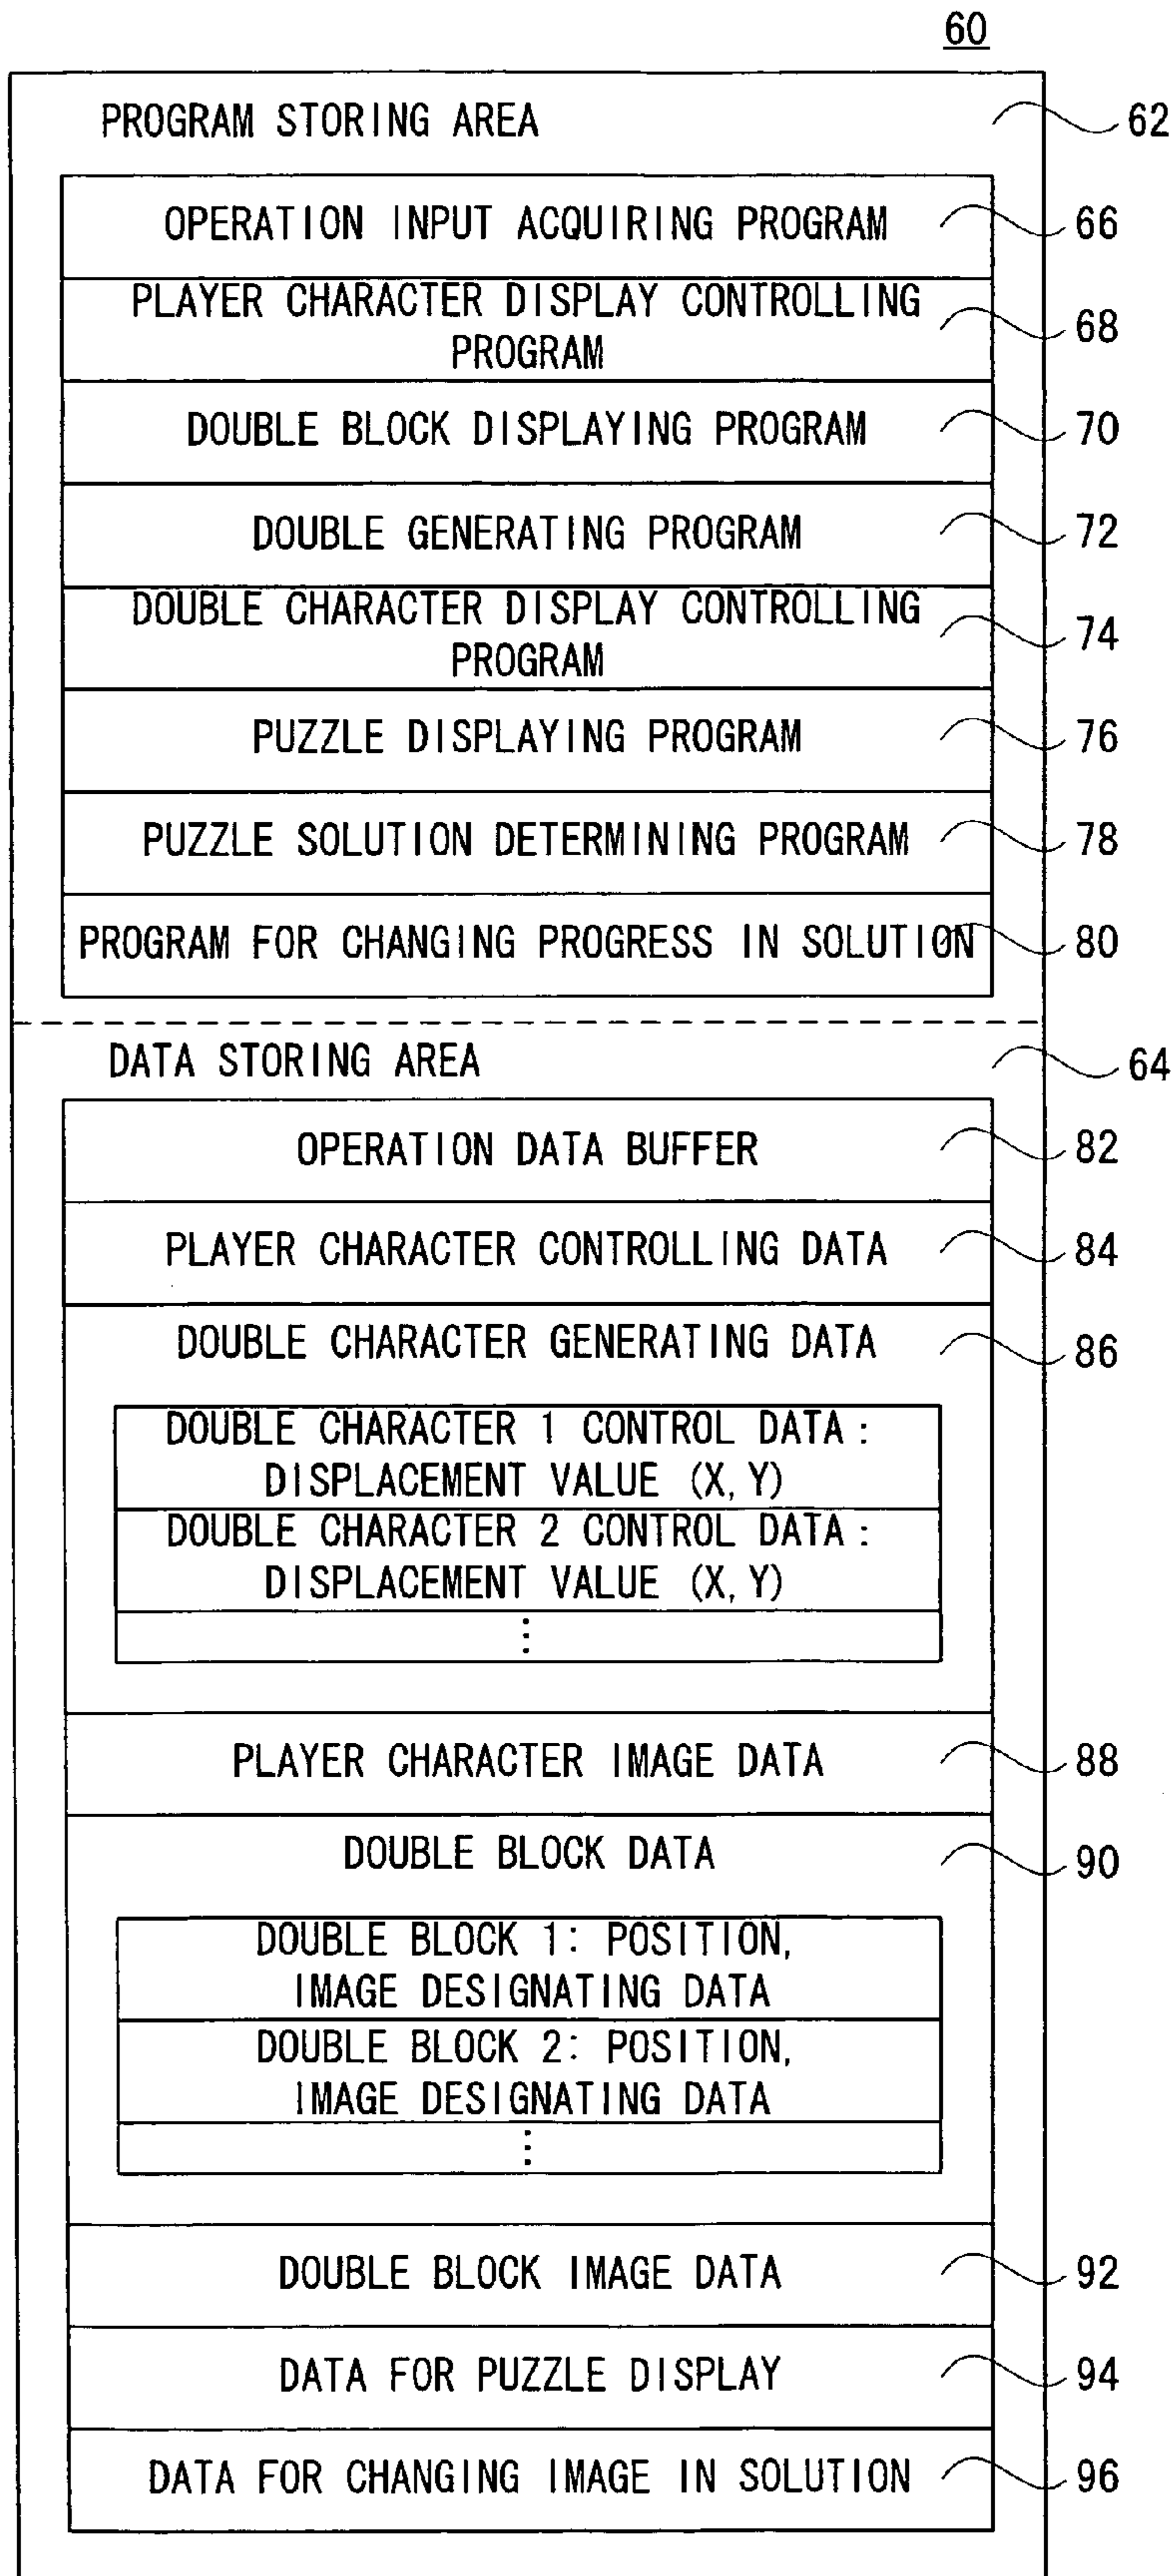 60
PROGRAM STORING AREA
62
OPERATION INPUT ACQUIRING PROGRAM
66
PLAYER CHARACTER DISPLAY CONTROLLING
PROGRAM
68
DOUBLE BLOCK DISPLAYING PROGRAM
70
DOUBLE GENERATING PROGRAM
72
DOUBLE CHARACTER DISPLAY CONTROLLING
PROGRAM
74
PUZZLE DISPLAYING PROGRAM
76
PUZZLE SOLUTION DETERMINING PROGRAM
78
PROGRAM FOR CHANGING PROGRESS IN SOLUTION
80
DATA STORING AREA
64
OPERATION DATA BUFFER
82
PLAYER CHARACTER CONTROLLING DATA
84
DOUBLE CHARACTER GENERATING DATA
86
DOUBLE CHARACTER 1 CONTROL DATA:
DISPLACEMENT VALUE (X, Y)
DOUBLE CHARACTER 2 CONTROL DATA:
DISPLACEMENT VALUE (X, Y)
⋮
PLAYER CHARACTER IMAGE DATA
88
DOUBLE BLOCK DATA
90
DOUBLE BLOCK 1: POSITION,
IMAGE DESIGNATING DATA
DOUBLE BLOCK 2: POSITION,
IMAGE DESIGNATING DATA
⋮
DOUBLE BLOCK IMAGE DATA
92
DATA FOR PUZZLE DISPLAY
94
DATA FOR CHANGING IMAGE IN SOLUTION
96